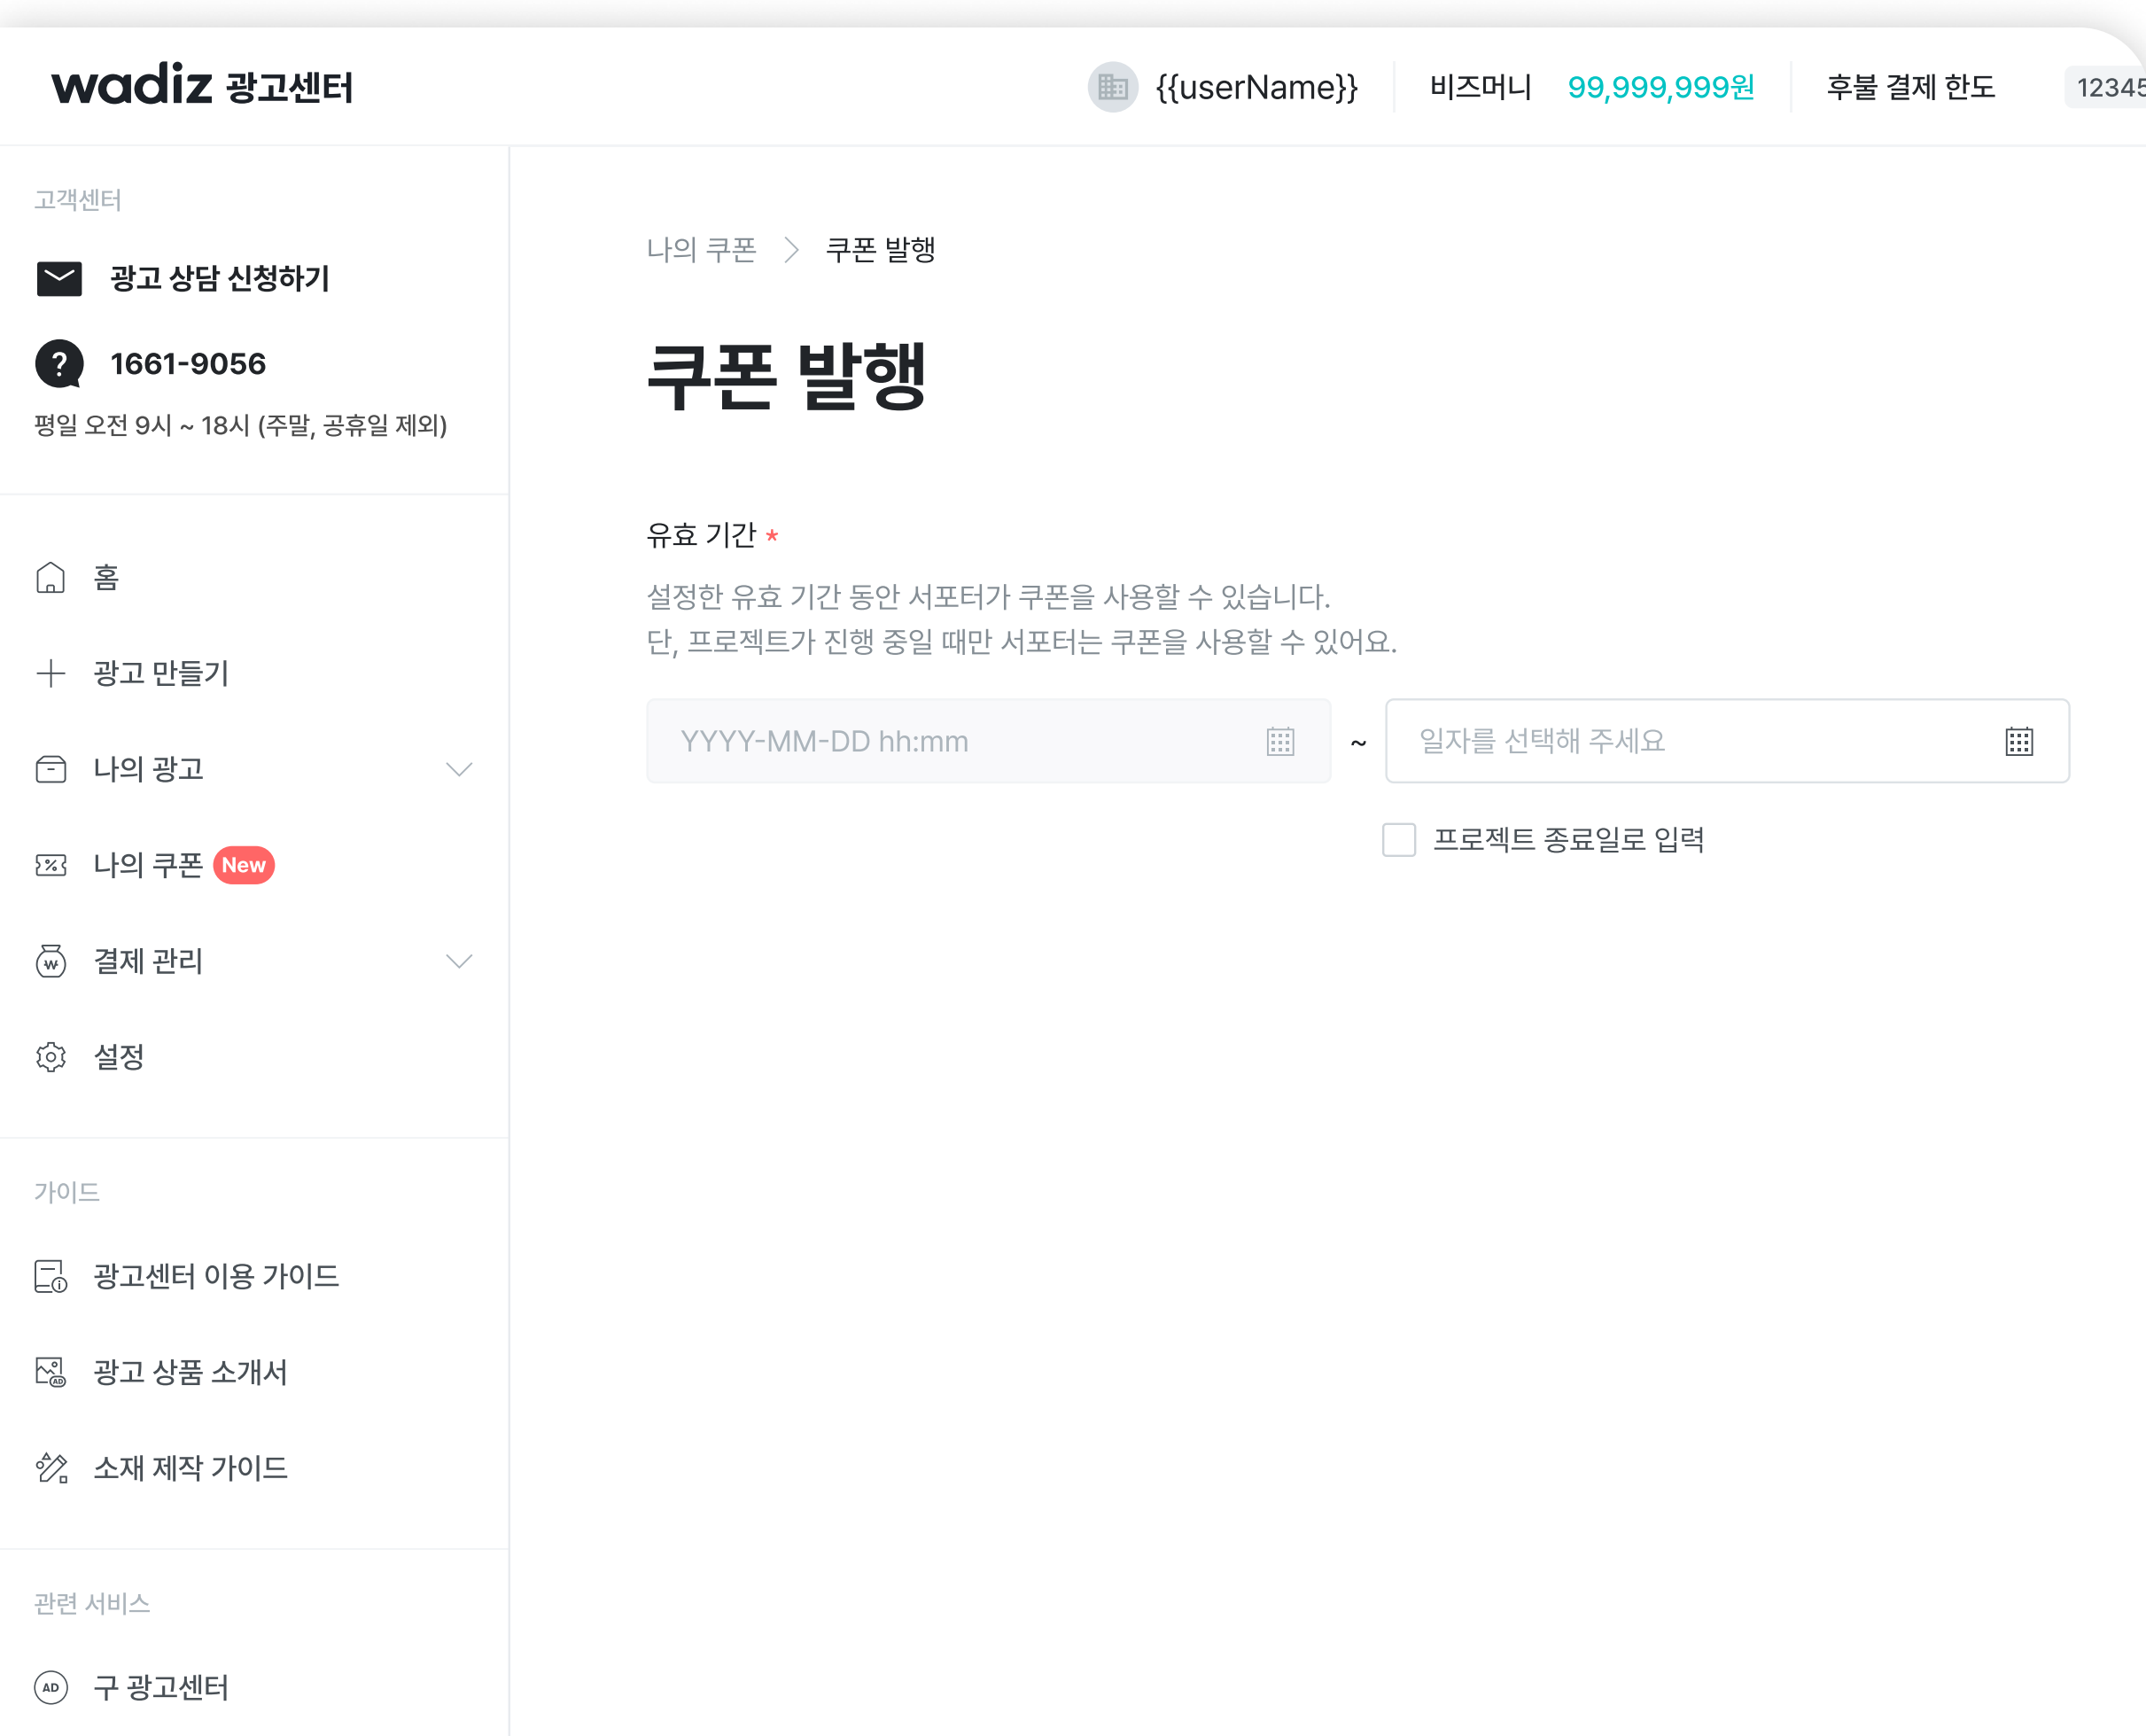 wadiz 광고센터
{{userName}}
비즈머니
99,999,999원
후불 결제 한도
12345
고객센터
광고 상담 신청하기
1661-9056
평일 오전 9시 ~ 18시 (주말, 공휴일 제외)
홈
광고 만들기
나의 광고
나의 쿠폰 New
결제 관리
설정
가이드
광고센터 이용 가이드
광고 상품 소개서
소재 제작 가이드
관련 서비스
AD 구 광고센터
나의 쿠폰 > 쿠폰 발행
쿠폰 발행
유효 기간 *
설정한 유효 기간 동안 서포터가 쿠폰을 사용할 수 있습니다.
단, 프로젝트가 진행 중일 때만 서포터는 쿠폰을 사용할 수 있어요.
YYYY-MM-DD hh:mm ~ 일자를 선택해 주세요
프로젝트 종료일로 입력